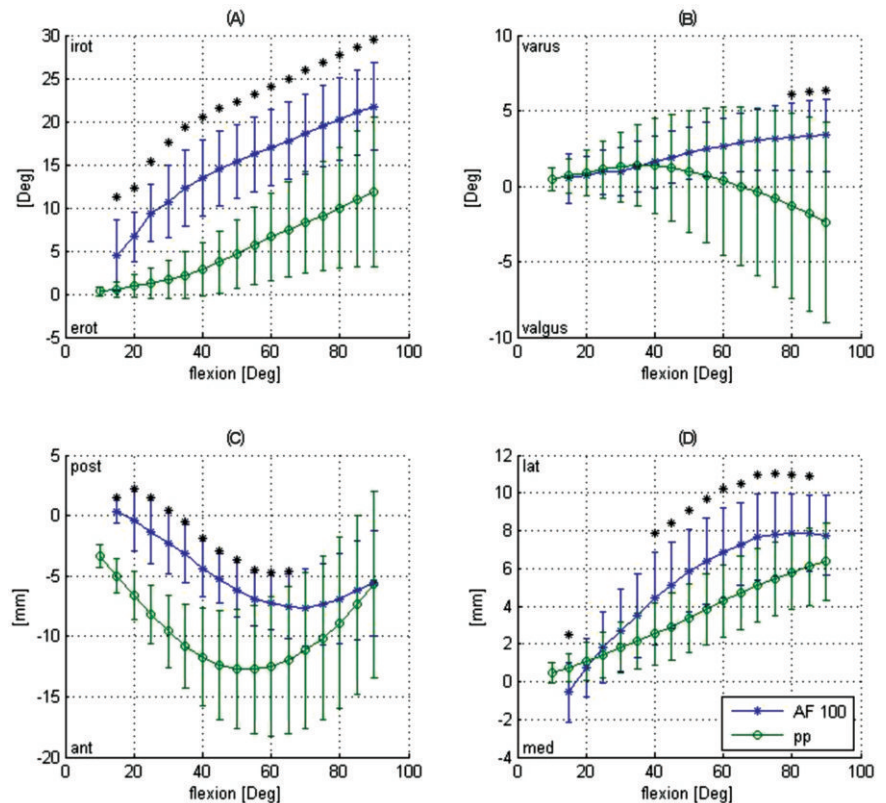 (A)
30
25
20
15
10
5
0
-5
irot
erot
[Deg]
0 20 40 60 80 100
flexion [Deg]
(B)
10
5
0
-5
-10
varus
valgus
[Deg]
0 20 40 60 80 100
flexion [Deg]
(C)
5
0
-5
-10
-15
-20
post
ant
[mm]
0 20 40 60 80 100
flexion [Deg]
(D)
12
10
8
6
4
2
0
-2
-4
lat
med
[mm]
AF 100
pp
0 20 40 60 80 100
flexion [Deg]